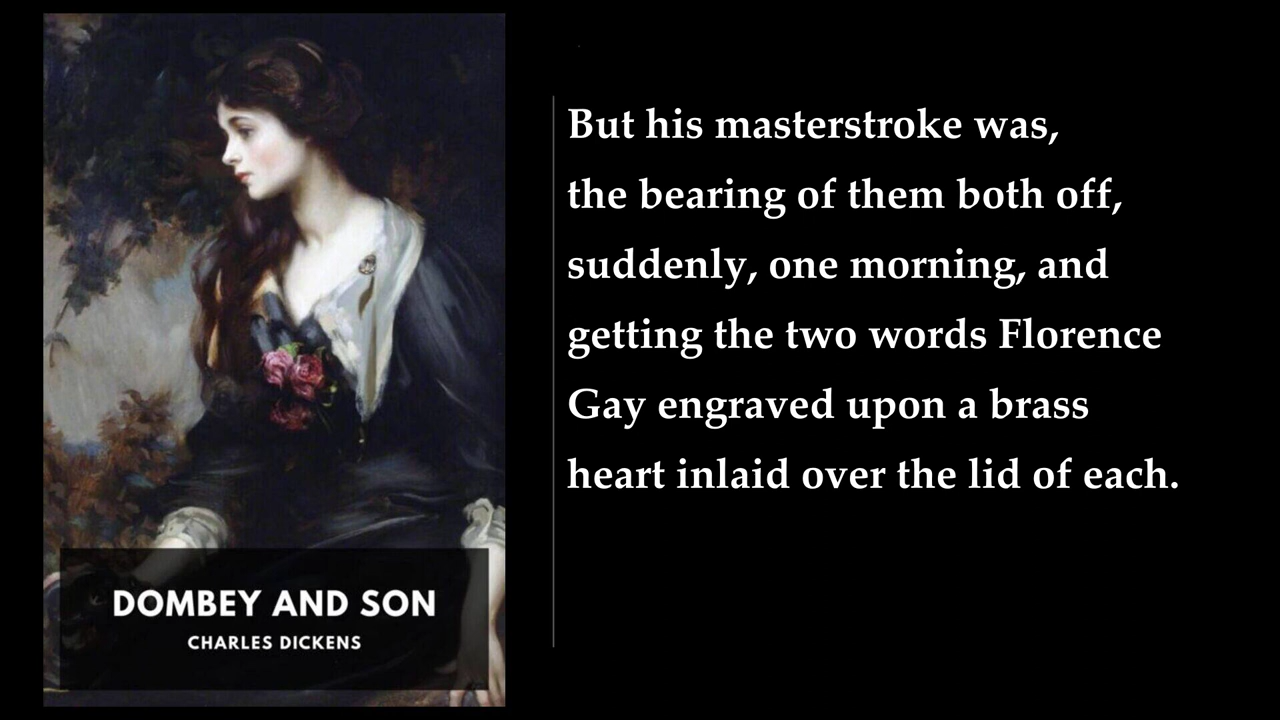 But his masterstroke was,
the bearing of them both off,
suddenly, one morning, and
getting the two words Florence
Gay engraved upon a brass
heart inlaid over the lid of each.
DOMBEY AND SON
CHARLES DICKENS